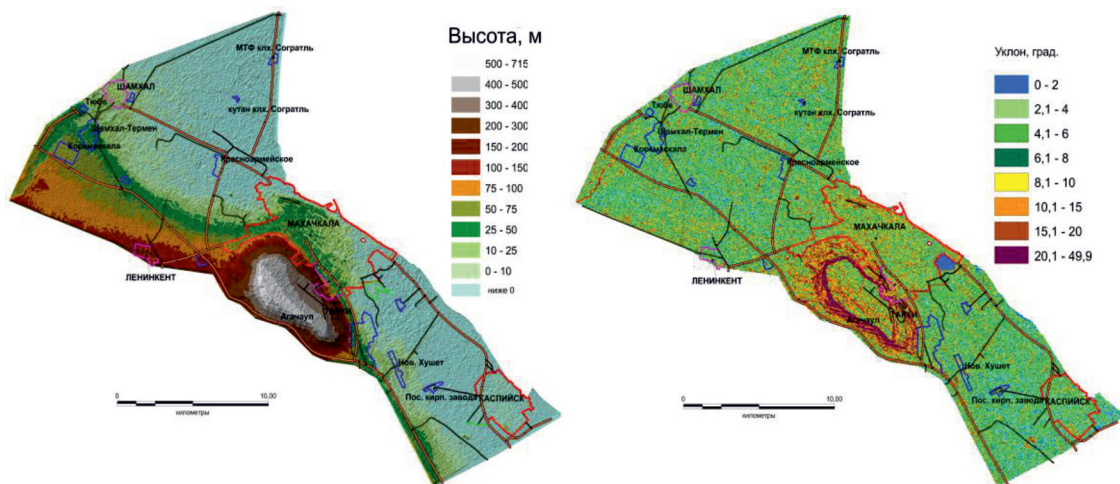 Высота, м
500 - 715
400 - 500
300 - 400
200 - 300
150 - 200
100 - 150
75 - 100
50 - 75
25 - 50
10 - 25
0 - 10
ниже 0
МТФ клх. Согратль
ШАМХАЛ
Тюбе
кутан клх. Согратль
Шамхал-Термен
Коркмаскала
Красноармейское
МАХАЧКАЛА
ЛЕНИНКЕНТ
Агачаул
Нов. Хушет
Пос. кирп. завода
КАСПИЙСК
0
10,00
километры
Уклон, град.
0 - 2
2,1 - 4
4,1 - 6
6,1 - 8
8,1 - 10
10,1 - 15
15,1 - 20
20,1 - 49,9
МТФ клх. Согратль
ШАМХАЛ
Тюбе
кутан клх. Согратль
Шамхал-Термен
Коркмаскала
Красноармейское
МАХАЧКАЛА
ЛЕНИНКЕНТ
ТАРКИ
Агачаул
Нов. Хушет
Пос. кирп. завода
КАСПИЙСК
0
10,00
километры